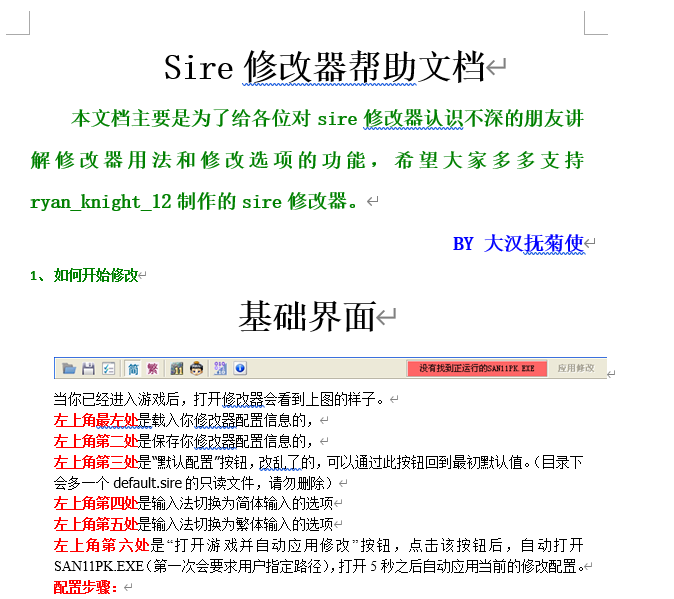 Sire 修改器帮助文档
本文档主要是为了给各位对 sire 修改器认识不深的朋友讲
解修改器用法和修改选项的功能，希望大家多多支持
ryan_knight_12 制作的 sire 修改器。
BY 大汉抚菊使
1、如何开始修改
基础界面
简 繁 没有找到正运行的SAN11PK.EXE 应用修改
当你已经进入游戏后，打开修改器会看到上图的样子。
左上角最左处是载入你修改器配置信息的，
左上角第二处是保存你修改器配置信息的，
左上角第三处是“默认配置”按钮，改乱了的，可以通过此按钮回到最初默认值。（目录下
会多一个 default.sire 的只读文件，请勿删除）
左上角第四处是输入法切换为简体输入的选项
左上角第五处是输入法切换为繁体输入的选项
左上角第六处是“打开游戏并自动应用修改”按钮，点击该按钮后，自动打开
SAN11PK.EXE（第一次会要求用户指定路径），打开 5 秒之后自动应用当前的修改配置。
配置步骤：